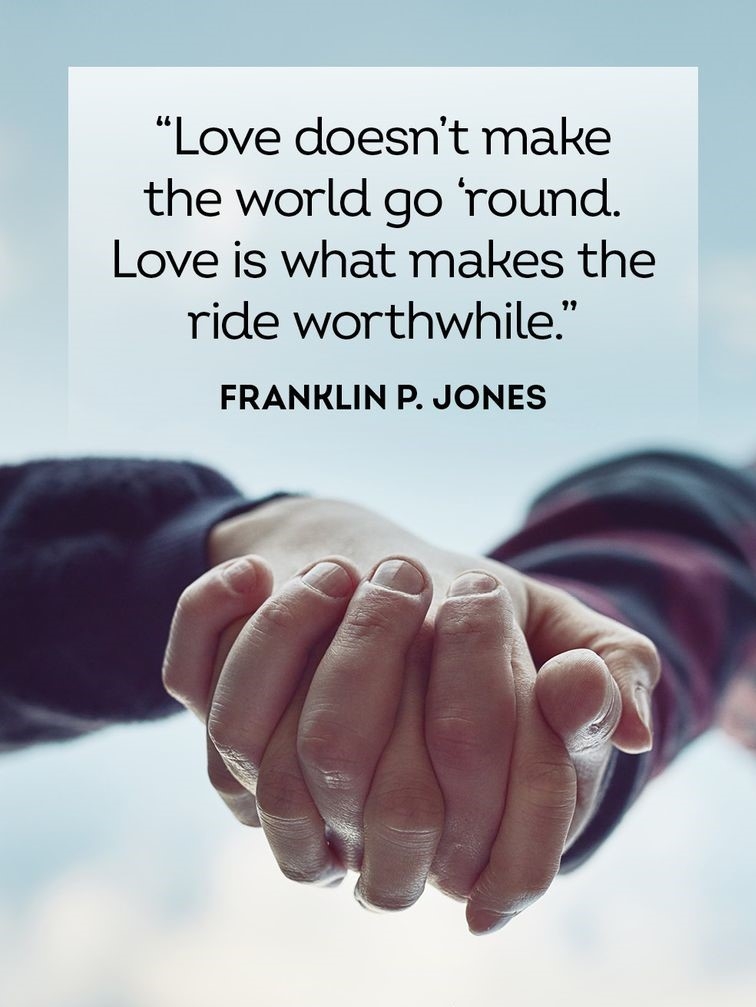 “Love doesn’t make
the world go ‘round.
Love is what makes the
ride worthwhile.”
FRANKLIN P. JONES